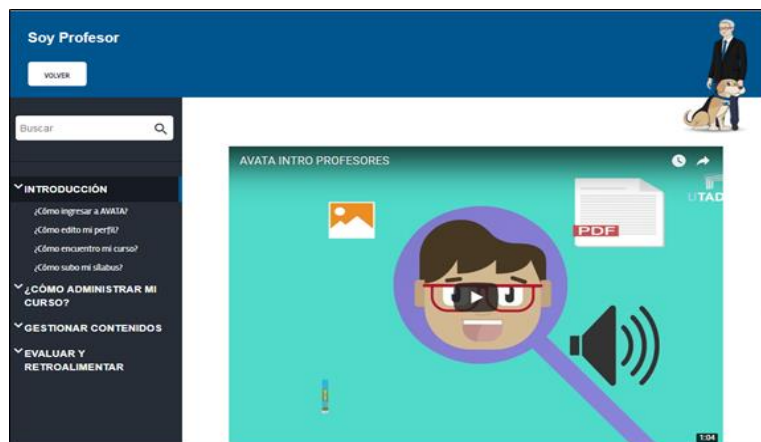 Soy Profesor
VOLVER
Buscar
INTRODUCCIÓN
¿Cómo ingresar a AVATA?
¿Cómo edito mi perfil?
¿Cómo encuentro mi curso?
¿Cómo subo mi sílabus?
¿CÓMO ADMINISTRAR MI
CURSO?
GESTIONAR CONTENIDOS
EVALUAR Y
RETROALIMENTAR
AVATA INTRO PROFESORES
UTAD
PDF
1:04